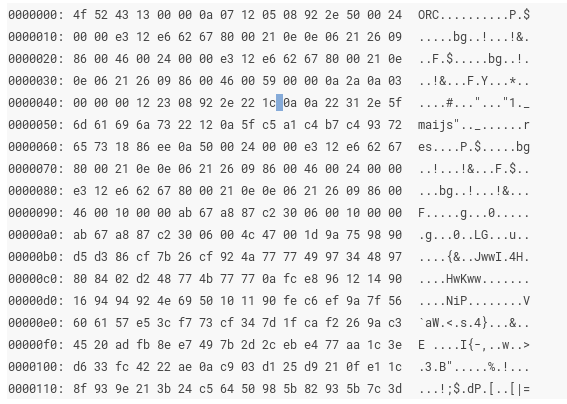 0000000: 4f 52 43 13 00 00 0a 07 12 05 08 92 2e 50 00 24 ORC..........P.$
0000010: 00 00 e3 12 e6 62 67 80 00 21 0e 0e 06 21 26 09 .....bg..!...!&.
0000020: 86 00 46 00 24 00 00 e3 12 e6 62 67 80 00 21 0e ..F.$.....bg..!.
0000030: 0e 06 21 26 09 86 00 46 00 59 00 00 0a 2a 0a 03 ..!&...F.Y...*..
0000040: 00 00 00 12 23 08 92 2e 22 1c 0a 0a 22 31 2e 5f ....#..."..."1._
0000050: 6d 61 69 6a 73 22 12 0a 5f c5 a1 c4 b7 c4 93 72 maijs".._......r
0000060: 65 73 18 86 ee 0a 50 00 24 00 00 e3 12 e6 62 67 es....P.$.....bg
0000070: 80 00 21 0e 0e 06 21 26 09 86 00 46 00 24 00 00 ..!...!&...F.$..
0000080: e3 12 e6 62 67 80 00 21 0e 0e 06 21 26 09 86 00 ...bg..!...!&...
0000090: 46 00 10 00 00 ab 67 a8 87 c2 30 06 00 10 00 00 F.....g...0.....
00000a0: ab 67 a8 87 c2 30 06 00 4c 47 00 1d 9a 75 98 90 .g...0..LG...u..
00000b0: d5 d3 86 cf 7b 26 cf 92 4a 77 77 49 97 34 48 97 ....{&..JwwI.4H.
00000c0: 80 84 02 d2 48 77 4b 77 77 0a fc e8 96 12 14 90 ....HwKww.......
00000d0: 16 94 94 92 4e 69 50 10 11 90 fe c6 ef 9a 7f 56 ....NiP........V
00000e0: 60 61 57 e5 3c f7 73 cf 34 7d 1f ca f2 26 9a c3 `aW.<.s.4}...&..
00000f0: 45 20 ad fb 8e e7 49 7b 2d 2c eb e4 77 aa 1c 3e E ....I{-,..w..>
0000100: d6 33 fc 42 22 ae 0a c9 03 d1 25 d9 21 0f e1 1c .3.B".....%.!...
0000110: 8f 93 9e 21 3b 24 c5 64 50 98 5b 82 93 5b 7c 3d ...!;$.dP.[..[|=